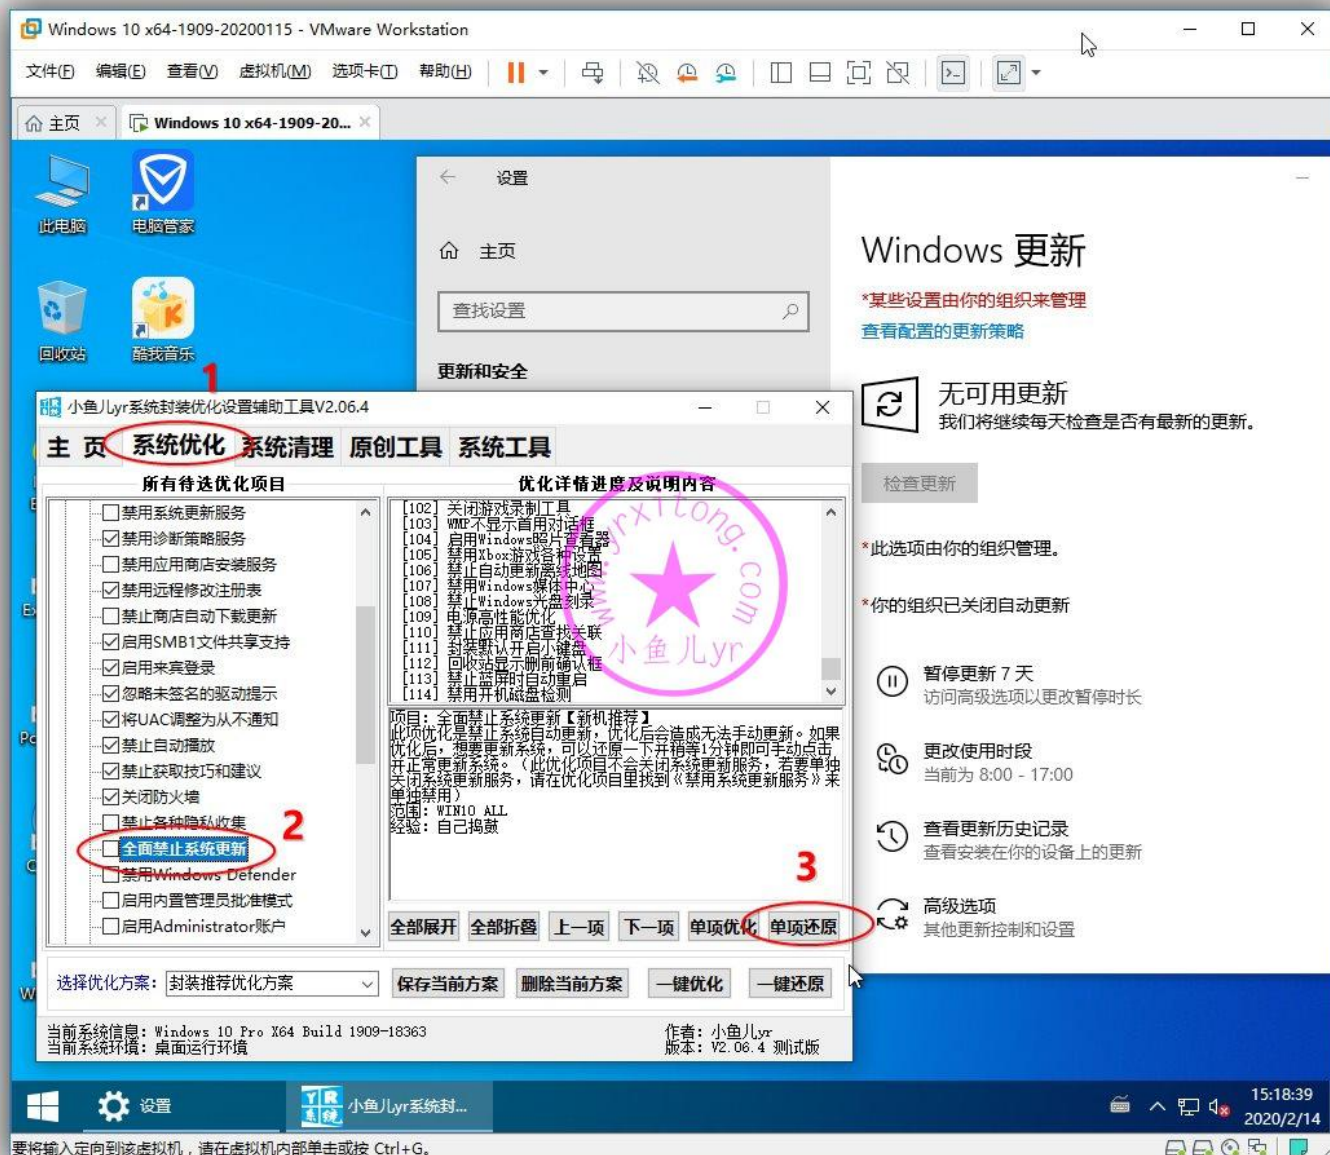 Windows 10 x64-1909-20200115 - VMware Workstation
文件(F) 编辑(E) 查看(V) 虚拟机(M) 选项卡(T) 帮助(H)
主页
Windows 10 x64-1909-20...
此电脑
电脑管家
回收站
酷我音乐
设置
主页
查找设置
更新和安全
Windows 更新
*某些设置由你的组织来管理
查看配置的更新策略
无可用更新
我们将继续每天检查是否有最新的更新。
检查更新
*此选项由你的组织管理。
*你的组织已关闭自动更新
暂停更新 7 天
访问高级选项以更改暂停时长
更改使用时段
当前为 8:00 - 17:00
查看更新历史记录
查看安装在你的设备上的更新
高级选项
其他更新控制和设置
1
小鱼儿yr系统封装优化设置辅助工具V2.06.4
主 页 系统优化 系统清理 原创工具 系统工具
所有待选优化项目
禁用系统更新服务
禁用诊断策略服务
禁用应用商店安装服务
禁用远程修改注册表
禁止商店自动下载更新
启用SMB1文件共享支持
启用来宾登录
忽略未签名的驱动提示
将UAC调整为从不通知
禁止自动播放
禁止获取技巧和建议
关闭防火墙
禁止各种隐私收集
2
全面禁止系统更新
禁用Windows Defender
启用内置管理员批准模式
启用Administrator账户
优化详情进度及说明内容
[102] 关闭游戏录制工具
[103] WMP不显示首用对话框
[104] 启用Windows照片查看器
[105] 禁用Xbox游戏各种设置
[106] 禁止自动更新离线地图
[107] 禁用Windows媒体中心
[108] 禁止Windows光盘刻录
[109] 电源高性能优化
[110] 禁止应用商店查找关联
[111] 封装默认开启小键盘
[112] 回收站显示删前确认框
[113] 禁止蓝屏时自动重启
[114] 禁用开机磁盘检测
www.yrxitong.com
小鱼儿yr
项目：全面禁止系统更新【新机推荐】
此项优化是禁止系统自动更新，优化后会造成无法手动更新。如果
优化后，想要更新系统，可以还原一下并稍等1分钟即可手动点击
并正常更新系统。（此优化项目不会关闭系统更新服务，若要单独
关闭系统更新服务，请在优化项目里找到《禁用系统更新服务》来
单独禁用）
范围：WIN10 ALL
经验：自己捣鼓
3
全部展开 全部折叠 上一项 下一项 单项优化 单项还原
选择优化方案： 封装推荐优化方案 保存当前方案 删除当前方案 一键优化 一键还原
当前系统信息：Windows 10 Pro X64 Build 1909-18363
当前系统环境：桌面运行环境
作者：小鱼儿yr
版本：V2.06.4 测试版
设置
YR系统
小鱼儿yr系统封...
15:18:39
2020/2/14
要将输入定向到该虚拟机，请在虚拟机内部单击或按 Ctrl+G。